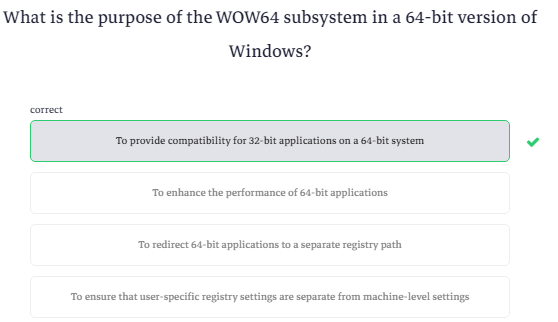 What is the purpose of the WOW64 subsystem in a 64-bit version of
Windows?
correct
To provide compatibility for 32-bit applications on a 64-bit system
To enhance the performance of 64-bit applications
To redirect 64-bit applications to a separate registry path
To ensure that user-specific registry settings are separate from machine-level settings